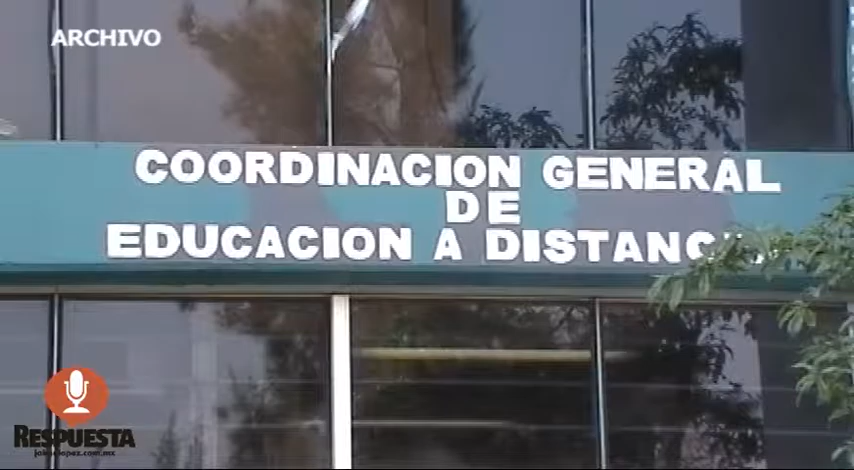 ARCHIVO
COORDINACION GENERAL
DE
EDUCACION A
RESPUESTA